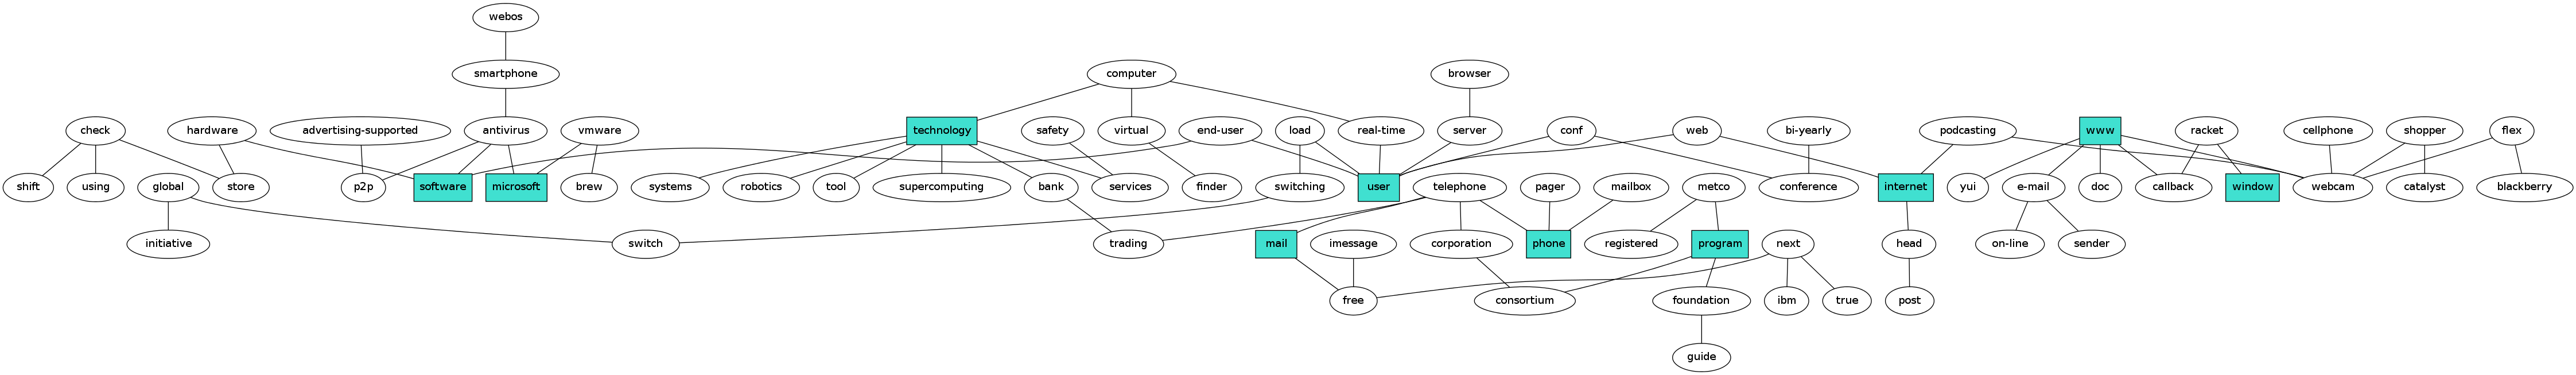 webos
smartphone
computer
browser
check
hardware
advertising-supported
antivirus
vmware
technology
safety
virtual
end-user
load
real-time
server
conf
web
bi-yearly
podcasting
www
racket
cellphone
shopper
flex
shift
using
global
store
p2p
software
microsoft
brew
systems
robotics
tool
supercomputing
bank
services
finder
switching
user
telephone
pager
mailbox
metco
conference
internet
yui
e-mail
doc
callback
window
webcam
catalyst
blackberry
initiative
switch
trading
mail
imessage
corporation
phone
registered
program
next
head
on-line
sender
free
consortium
foundation
ibm
true
post
guide